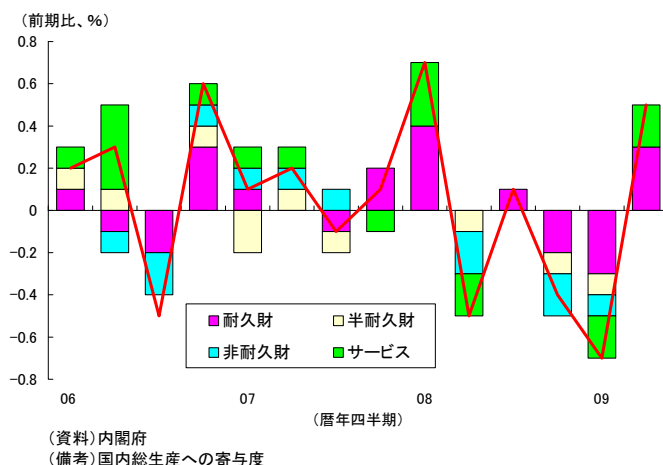 （前期比、%）
0.8
0.6
0.4
0.2
0
−0.2
−0.4
−0.6
−0.8
耐久財 半耐久財
非耐久財 サービス
06 07 08 09
（暦年四半期）
（資料）内閣府
（備考）国内総生産への寄与度